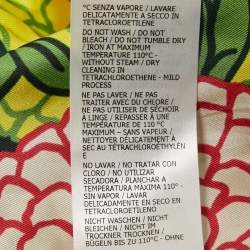 °C SENZA VAPORE / LAVARE
DELICATAMENTE A SECCO IN
TETRACLOROETILENE
DO NOT WASH / DO NOT
BLEACH / DO NOT TUMBLE DRY
/ IRON AT MAXIMUM
TEMPERATURE 110°C -
WITHOUT STEAM / DRY
CLEANING IN
TETRACHLOROETHENE - MILD
PROCESS
NE PAS LAVER / NE PAS
TRAITER AVEC DU CHLORE /
NE PAS UTILISER DE SÉCHOIR
À LINGE / REPASSER À UNE
TEMPÉRATURE DE 110°C
MAXIMUM – SANS VAPEUR /
NETTOYER DÉLICATEMENT À
SEC AU TÉTRACHLOROÉTHYLÈN
E
NO LAVAR / NO TRATAR CON
CLORO / NO UTILIZAR
SECADORA / PLANCHAR A
TEMPERATURA MÁXIMA 110° -
SIN VAPOR / LAVAR
DELICADAMENTE EN SECO EN
TETRACLOROETILENO
NICHT WASCHEN / NICHT
BLEICHEN / NICHT IM
TROCKNER TROCKNEN /
BÜGELN BIS ZU 110°C - OHNE